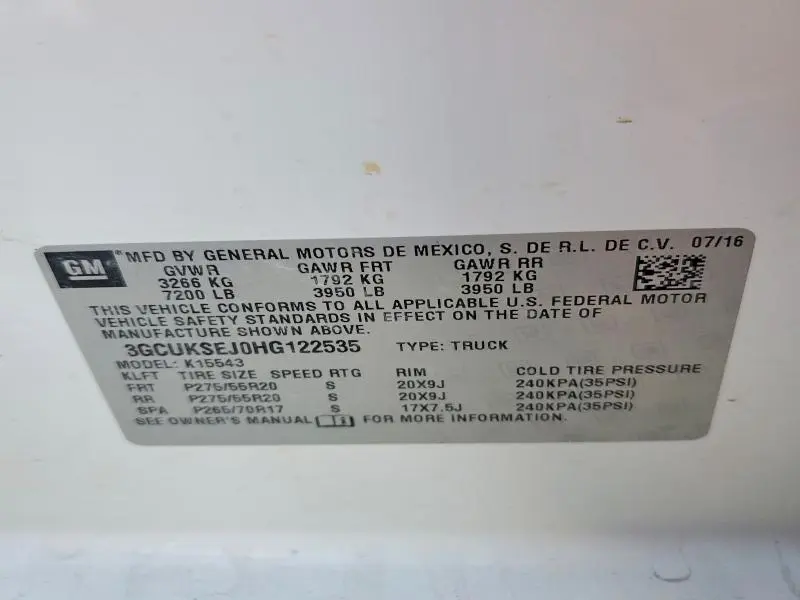 GM ® MFD BY GENERAL MOTORS DE MEXICO, S. DE R.L. DE C.V. 07/16
GVWR GAWR FRT GAWR RR
3266 KG 1792 KG 1792 KG
7200 LB 3950 LB 3950 LB
THIS VEHICLE CONFORMS TO ALL APPLICABLE U.S. FEDERAL MOTOR
VEHICLE SAFETY STANDARDS IN EFFECT ON THE DATE OF
MANUFACTURE SHOWN ABOVE.
3GCUKSEJ0HG122535 TYPE: TRUCK
MODEL: K15543
KLFT TIRE SIZE SPEED RTG RIM COLD TIRE PRESSURE
FRT P275/55R20 S 20X9J 240KPA(35PSI)
RR P275/55R20 S 20X9J 240KPA(35PSI)
SPA P265/70R17 S 17X7.5J 240KPA(35PSI)
SEE OWNER'S MANUAL FOR MORE INFORMATION.